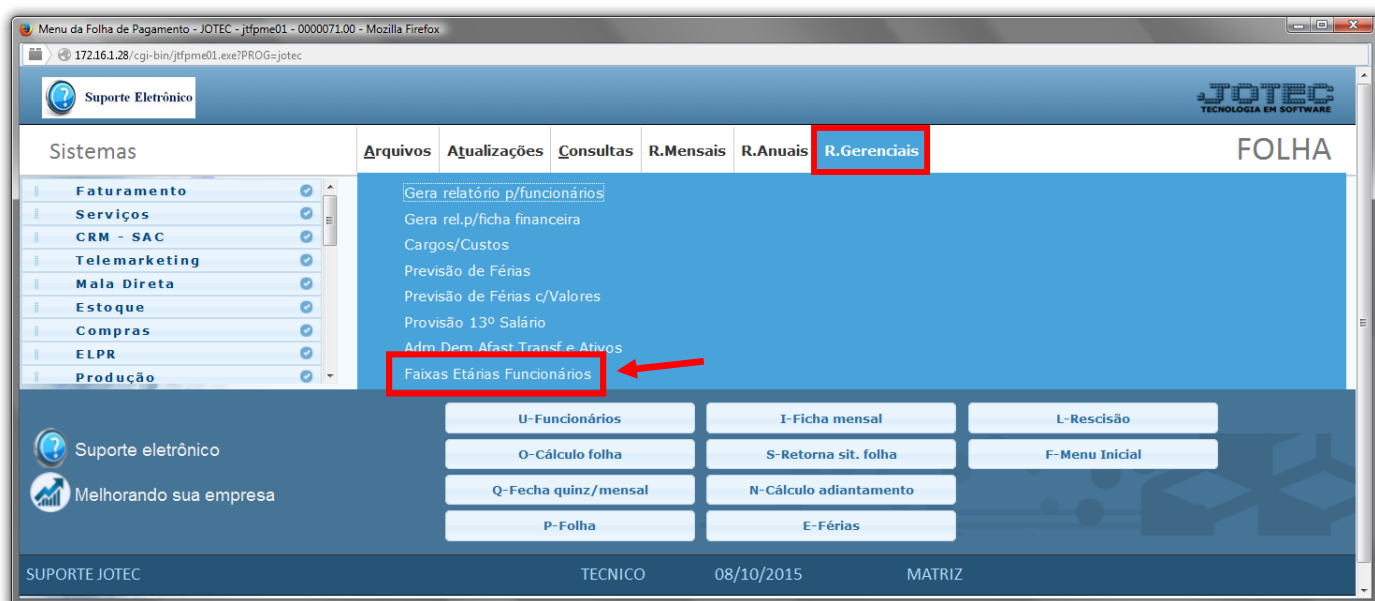 Menu da Folha de Pagamento - JOTEC - jtfpme01 - 0000071.00 - Mozilla Firefox
172.16.1.28/cgi-bin/jtfpme01.exe?PROG=jotec
Suporte Eletrônico
JOTEC
TECNOLOGIA EM SOFTWARE
Sistemas
Arquivos Atualizações Consultas R.Mensais R.Anuais R.Gerenciais
FOLHA
Faturamento
Serviços
CRM - SAC
Telemarketing
Mala Direta
Estoque
Compras
ELPR
Produção
Gera relatório p/funcionários
Gera rel.p/ficha financeira
Cargos/Custos
Previsão de Férias
Previsão de Férias c/Valores
Provisão 13º Salário
Adm Dem Afast Transf e Ativos
Faixas Etárias Funcionários
Suporte eletrônico
Melhorando sua empresa
U-Funcionários I-Ficha mensal L-Rescisão
O-Cálculo folha S-Retorna sit. folha F-Menu Inicial
Q-Fecha quinz/mensal N-Cálculo adiantamento
P-Folha E-Férias
SUPORTE JOTEC TECNICO 08/10/2015 MATRIZ